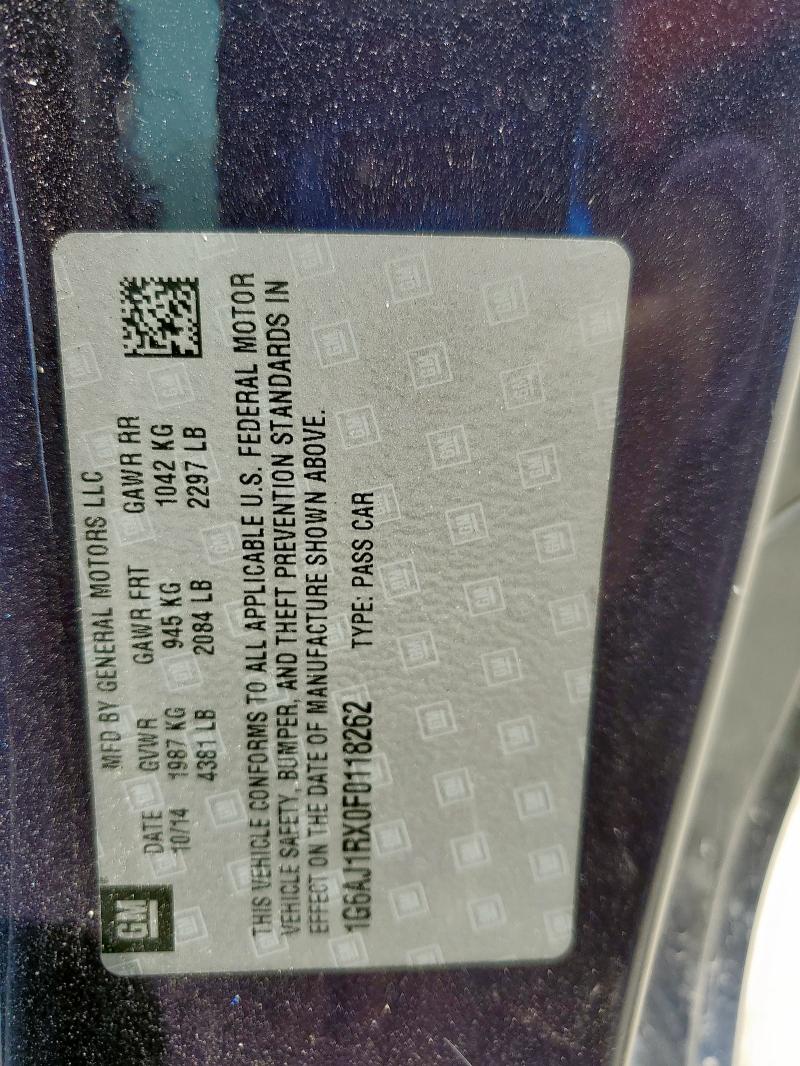 GM
MFD BY GENERAL MOTORS LLC
DATE GVWR GAWR FRT GAWR RR
10/14 1987 KG 945 KG 1042 KG
4381 LB 2084 LB 2297 LB
THIS VEHICLE CONFORMS TO ALL APPLICABLE U.S. FEDERAL MOTOR
VEHICLE SAFETY, BUMPER, AND THEFT PREVENTION STANDARDS IN
EFFECT ON THE DATE OF MANUFACTURE SHOWN ABOVE.
1G6AJ1RX0F0118262 TYPE: PASS CAR